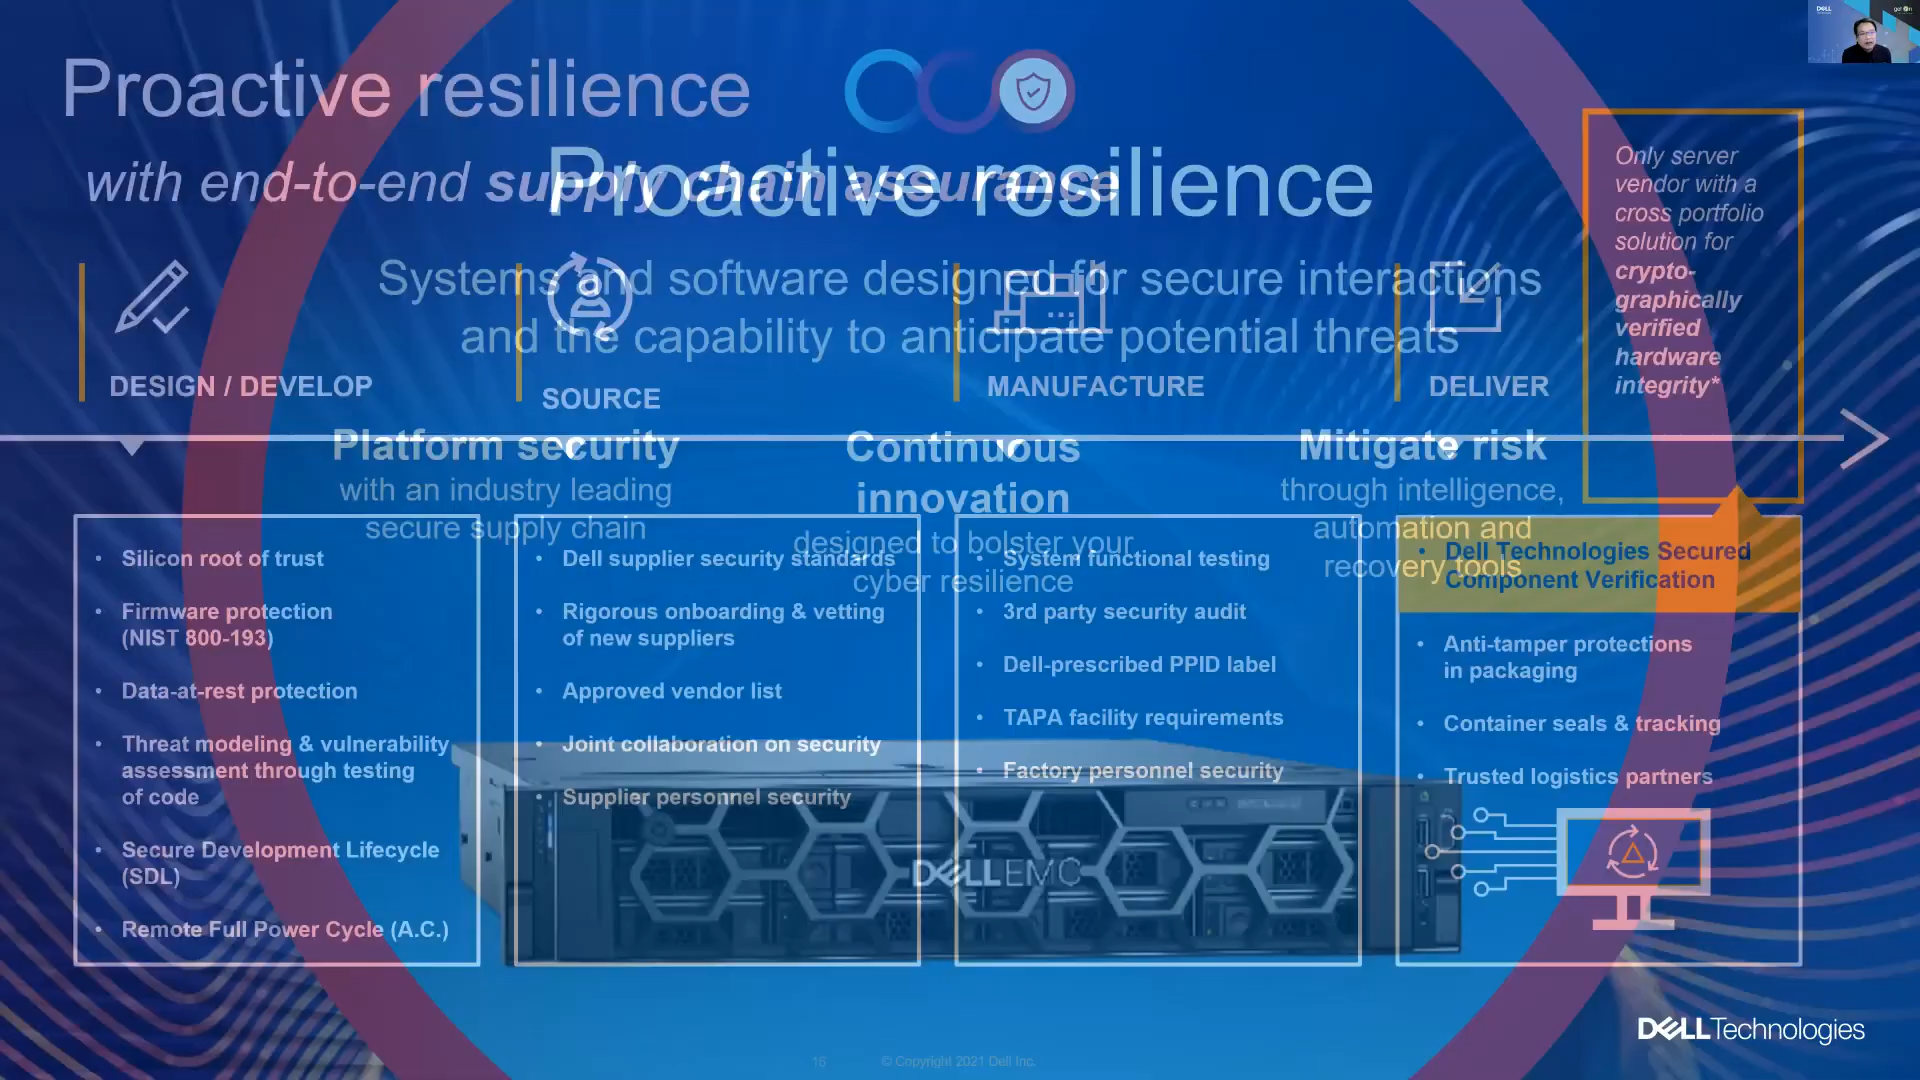 Proactive resilience
with end-to-end supply chain assurance
Proactive resilience
Systems and software designed for secure interactions
and the capability to anticipate potential threats
Only server
vendor with a
cross portfolio
solution for
crypto-
graphically
verified
hardware
integrity*
DESIGN / DEVELOP
SOURCE
MANUFACTURE
DELIVER
Platform security
with an industry leading
secure supply chain
Continuous
innovation
designed to bolster your
cyber resilience
Mitigate risk
through intelligence,
automation and
recovery tools
• Silicon root of trust
• Firmware protection
(NIST 800-193)
• Data-at-rest protection
• Threat modeling & vulnerability
assessment through testing
of code
• Secure Development Lifecycle
(SDL)
• Remote Full Power Cycle (A.C.)
• Dell supplier security standards
• Rigorous onboarding & vetting
of new suppliers
• Approved vendor list
• Joint collaboration on security
• Supplier personnel security
• System functional testing
• 3rd party security audit
• Dell-prescribed PPID label
• TAPA facility requirements
• Factory personnel security
• Dell Technologies Secured
Component Verification
• Anti-tamper protections
in packaging
• Container seals & tracking
• Trusted logistics partners
DELLEMC
DELLTechnologies
16
© Copyright 2021 Dell Inc.